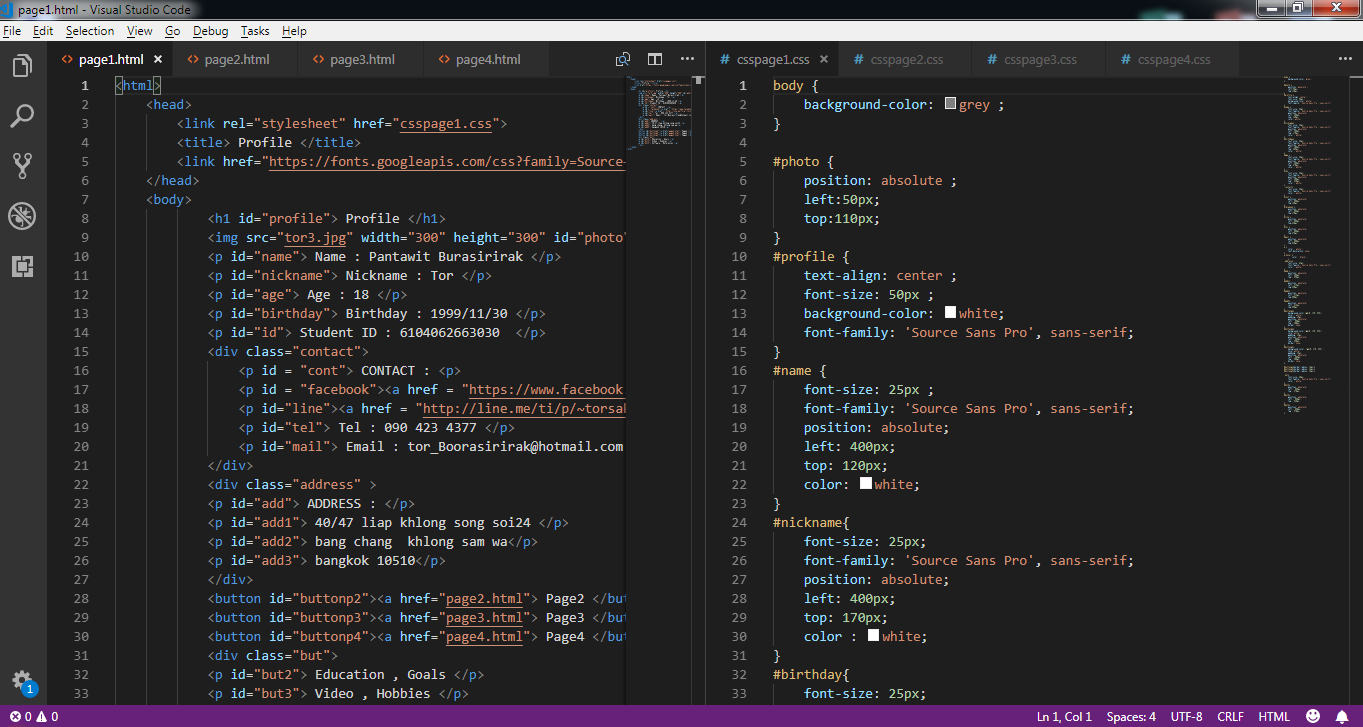 page1.html - Visual Studio Code
File Edit Selection View Go Debug Tasks Help
<> page1.html × <> page2.html <> page3.html <> page4.html
1 <html>
2 <head>
3 <link rel="stylesheet" href="csspage1.css">
4 <title> Profile </title>
5 <link href="https://fonts.googleapis.com/css?family=Source-
6 </head>
7 <body>
8 <h1 id="profile"> Profile </h1>
9 <img src="tor3.jpg" width="300" height="300" id="photo"
10 <p id="name"> Name : Pantawit Burasirirak </p>
11 <p id="nickname"> Nickname : Tor </p>
12 <p id="age"> Age : 18 </p>
13 <p id="birthday"> Birthday : 1999/11/30 </p>
14 <p id="id"> Student ID : 6104062663030  </p>
15 <div class="contact">
16 <p id = "cont"> CONTACT : <p>
17 <p id = "facebook"><a href = "https://www.facebook.
18 <p id="line"><a href = "http://line.me/ti/p/~torsa
19 <p id="tel"> Tel : 090 423 4377 </p>
20 <p id="mail"> Email : tor_Boorasirirak@hotmail.com
21 </div>
22 <div class="address" >
23 <p id="add"> ADDRESS : </p>
24 <p id="add1"> 40/47 liap khlong song soi24 </p>
25 <p id="add2"> bang chang  khlong sam wa</p>
26 <p id="add3"> bangkok 10510</p>
27 </div>
28 <button id="buttonp2"><a href="page2.html"> Page2 </but
29 <button id="buttonp3"><a href="page3.html"> Page3 </but
30 <button id="buttonp4"><a href="page4.html"> Page4 </but
31 <div class="but">
32 <p id="but2"> Education , Goals </p>
33 <p id="but3"> Video , Hobbies </p>
# csspage1.css × # csspage2.css # csspage3.css # csspage4.css
1 body {
2 background-color: grey ;
3 }
4
5 #photo {
6 position: absolute ;
7 left:50px;
8 top:110px;
9 }
10 #profile {
11 text-align: center ;
12 font-size: 50px ;
13 background-color: white;
14 font-family: 'Source Sans Pro', sans-serif;
15 }
16 #name {
17 font-size: 25px ;
18 font-family: 'Source Sans Pro', sans-serif;
19 position: absolute;
20 left: 400px;
21 top: 120px;
22 color: white;
23 }
24 #nickname{
25 font-size: 25px;
26 font-family: 'Source Sans Pro', sans-serif;
27 position: absolute;
28 left: 400px;
29 top: 170px;
30 color : white;
31 }
32 #birthday{
33 font-size: 25px;
1
0 0
Ln 1, Col 1 Spaces: 4 UTF-8 CRLF HTML